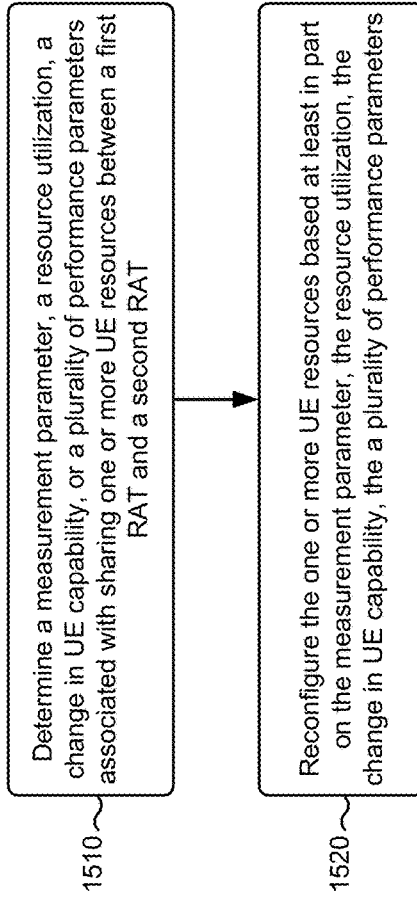 1510
Determine a measurement parameter, a resource utilization, a
change in UE capability, or a plurality of performance parameters
associated with sharing one or more UE resources between a first
RAT and a second RAT
1520
Reconfigure the one or more UE resources based at least in part
on the measurement parameter, the resource utilization, the
change in UE capability, the a plurality of performance parameters